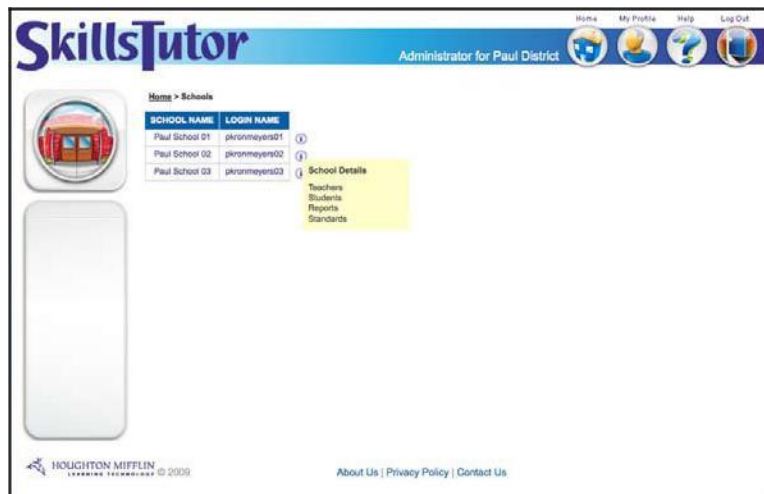 Home My Profile Help Log Out
SkillsTutor
Administrator for Paul District
Home > Schools
SCHOOL NAME LOGIN NAME
Paul School 01 pkronmeyers01
Paul School 02 pkronmeyers02
Paul School 03 pkronmeyers03
School Details
Teachers
Students
Reports
Standards
HOUGHTON MIFFLIN
LEARNING TECHNOLOGY © 2009
About Us | Privacy Policy | Contact Us